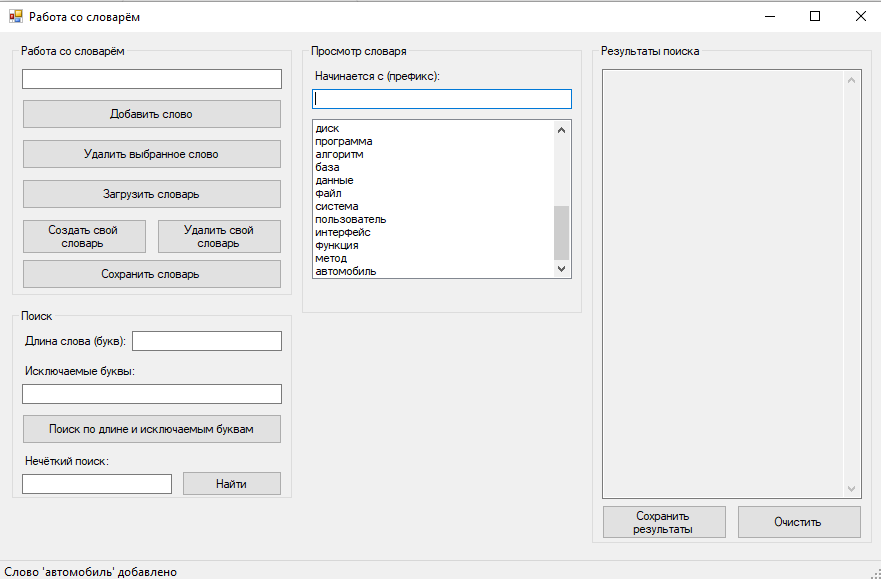 Работа со словарём
Работа со словарём
Добавить слово
Удалить выбранное слово
Загрузить словарь
Создать свой
словарь
Удалить свой
словарь
Сохранить словарь
Поиск
Длина слова (букв):
Исключаемые буквы:
Поиск по длине и исключаемым буквам
Нечёткий поиск:
Найти
Просмотр словаря
Начинается с (префикс):
диск
программа
алгоритм
база
данные
файл
система
пользователь
интерфейс
функция
метод
автомобиль
Результаты поиска
Сохранить
результаты
Очистить
Слово 'автомобиль' добавлено